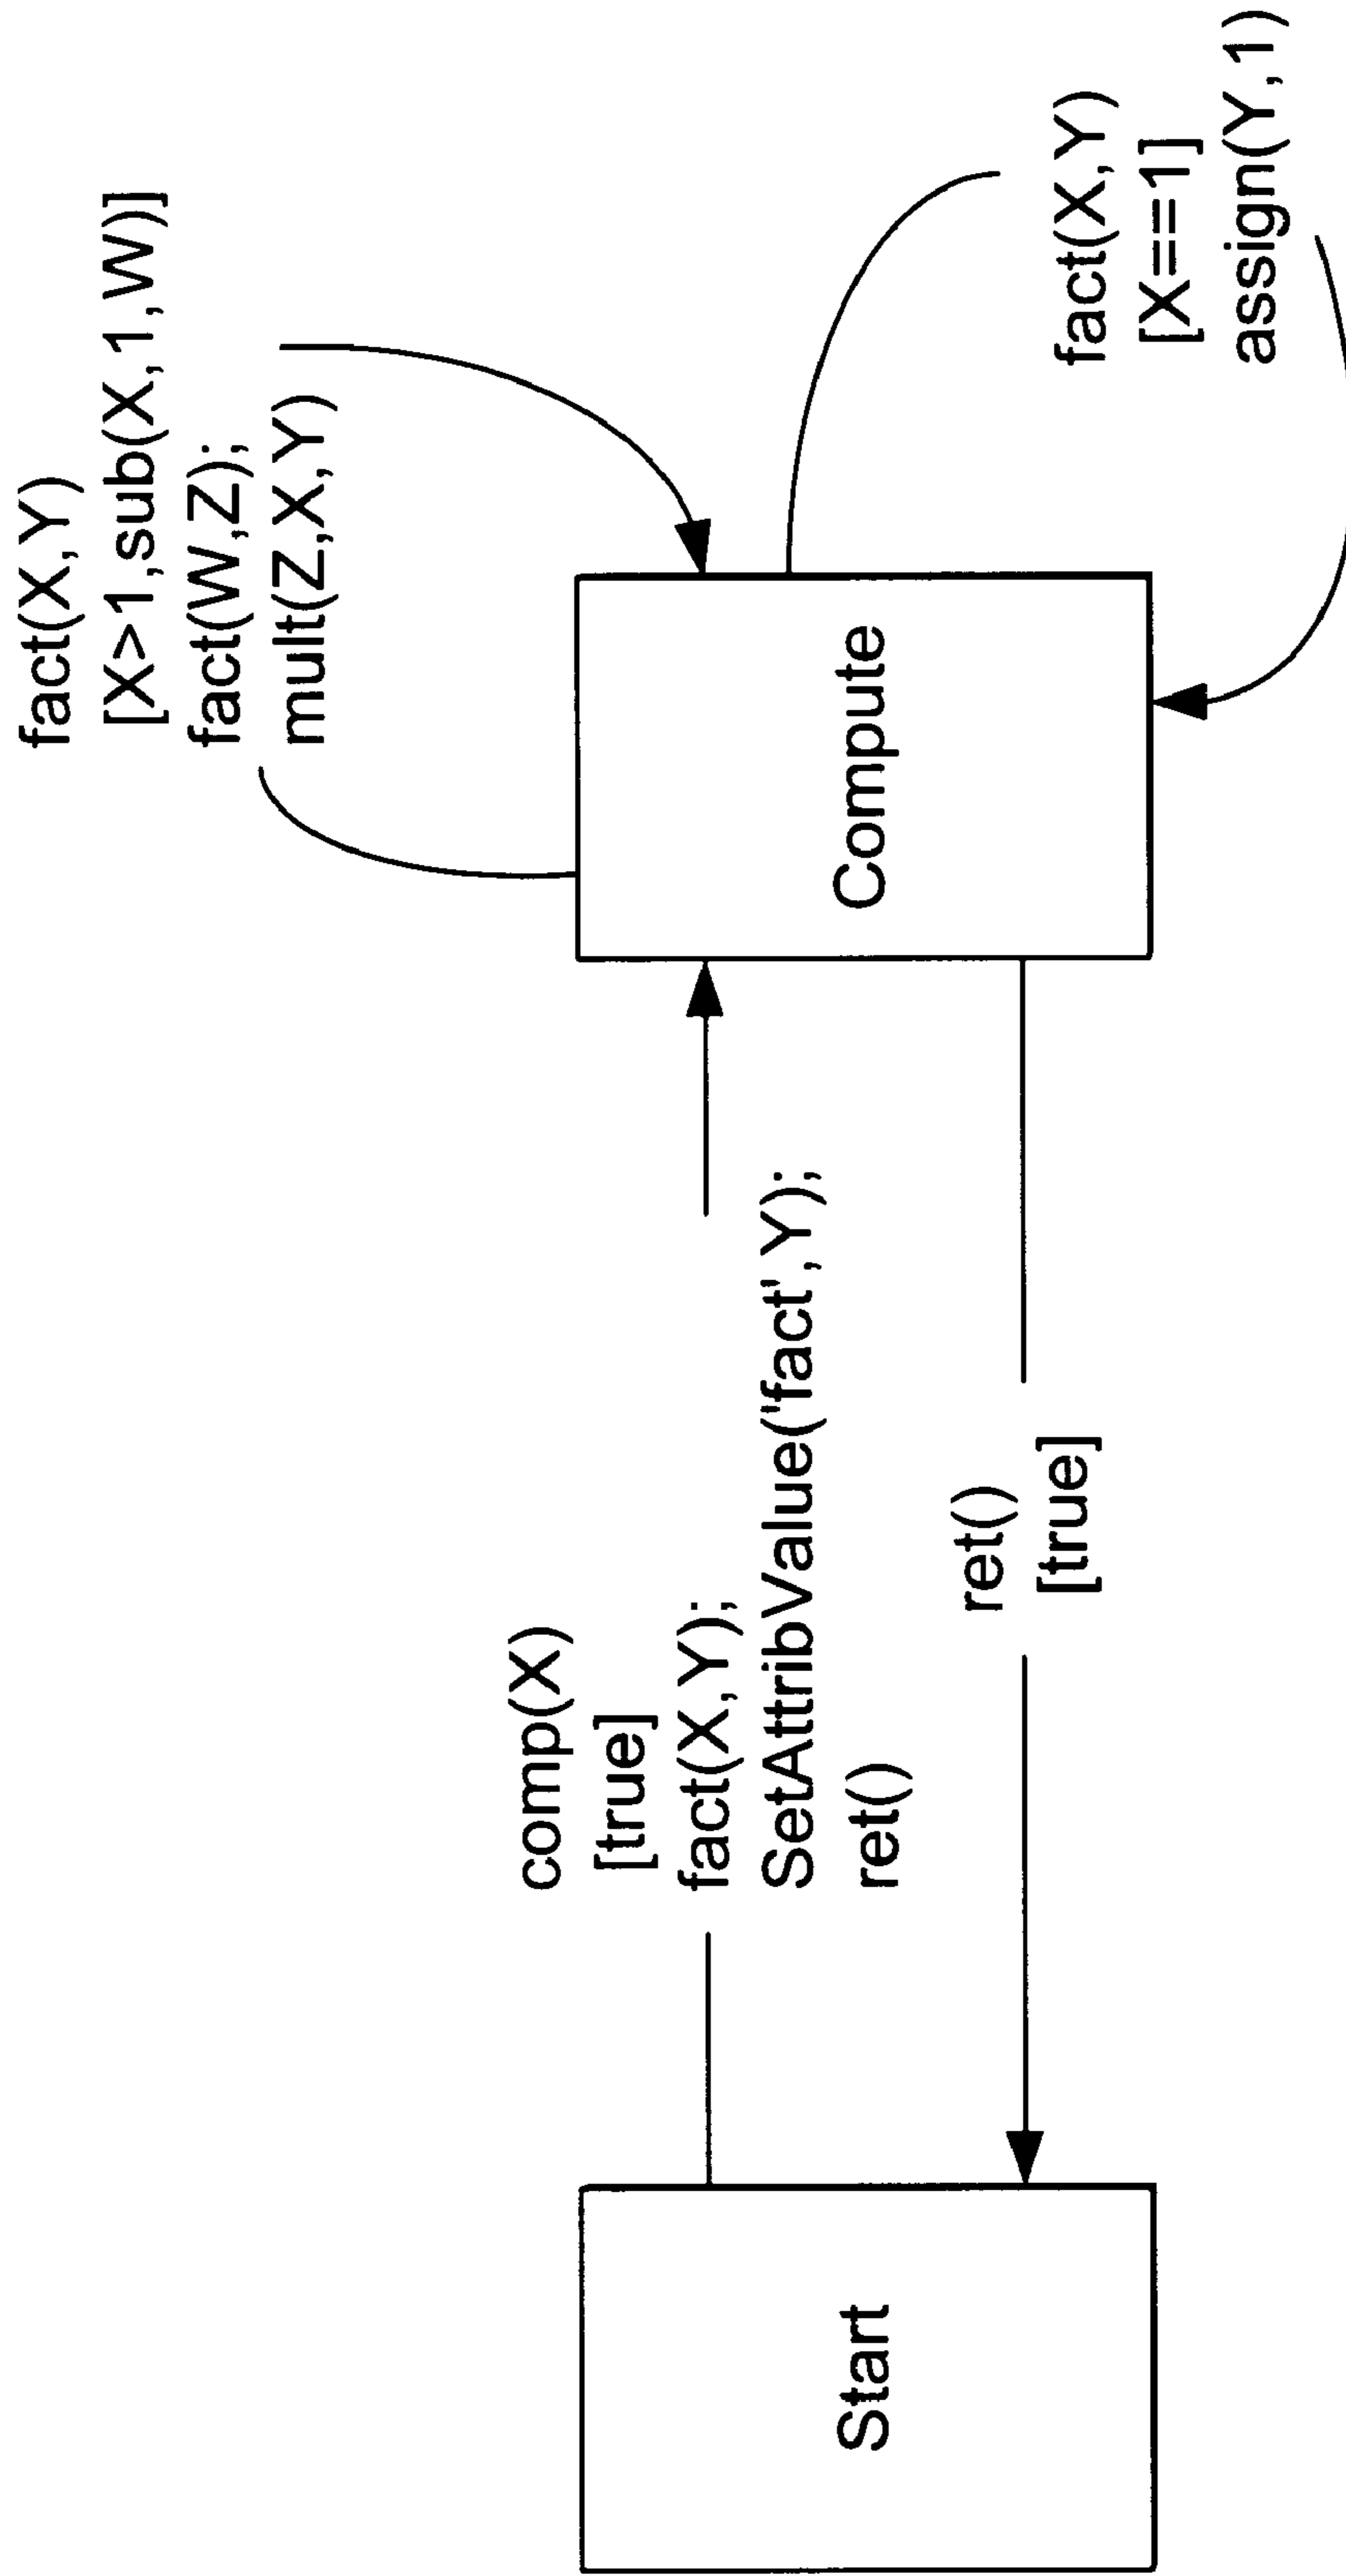 fact(X,Y)
[X>1,sub(X,1,W)]
fact(W,Z);
mult(Z,X,Y)
comp(X)
[true]
fact(X,Y);
SetAttribValue('fact',Y);
ret()
Start
Compute
ret()
[true]
fact(X,Y)
[X==1]
assign(Y,1)